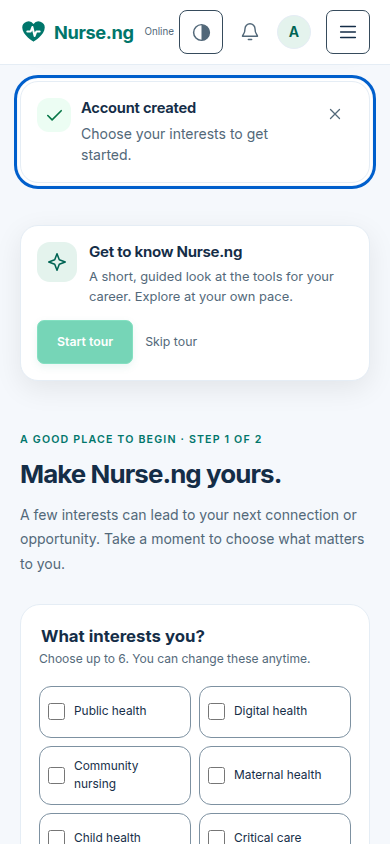 Nurse.ng
Online
A
Account created
Choose your interests to get
started.
Get to know Nurse.ng
A short, guided look at the tools for your
career. Explore at your own pace.
Start tour
Skip tour
A GOOD PLACE TO BEGIN · STEP 1 OF 2
Make Nurse.ng yours.
A few interests can lead to your next connection or
opportunity. Take a moment to choose what matters
to you.
What interests you?
Choose up to 6. You can change these anytime.
Public health
Digital health
Community
nursing
Maternal health
Child health
Critical care